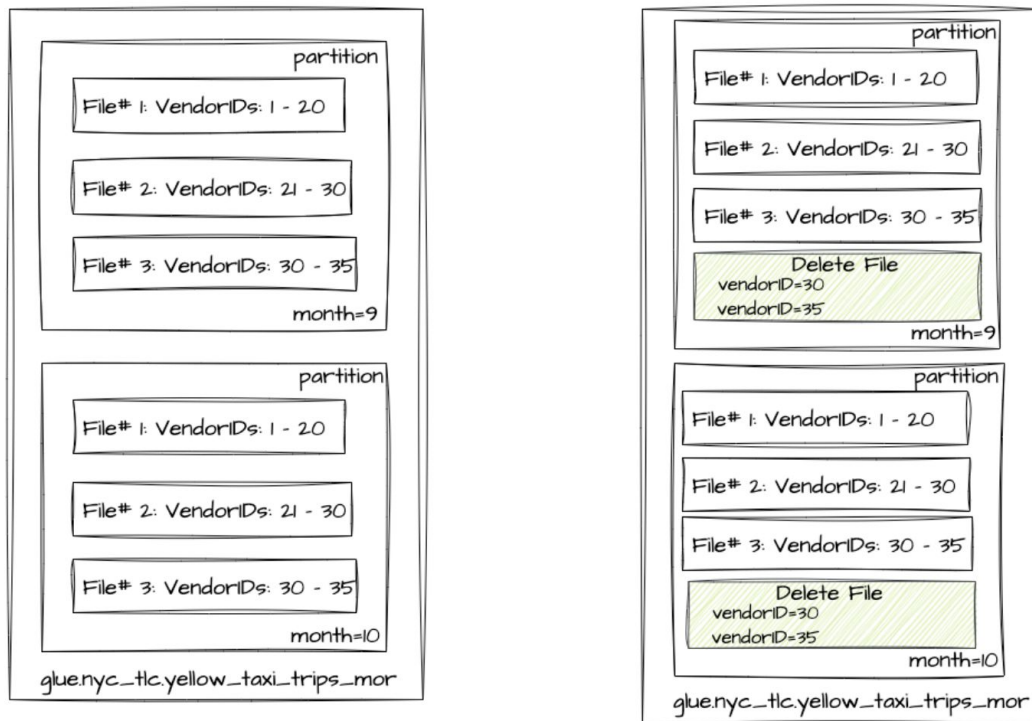 partition
File# 1: VendorIDs: 1 - 20
File# 2: VendorIDs: 21 - 30
File# 3: VendorIDs: 30 - 35
month=9
partition
File# 1: VendorIDs: 1 - 20
File# 2: VendorIDs: 21 - 30
File# 3: VendorIDs: 30 - 35
month=10
glue.nyc_tlc.yellow_taxi_trips_mor
partition
File# 1: VendorIDs: 1 - 20
File# 2: VendorIDs: 21 - 30
File# 3: VendorIDs: 30 - 35
Delete File
vendorID=30
vendorID=35
month=9
partition
File# 1: VendorIDs: 1 - 20
File# 2: VendorIDs: 21 - 30
File# 3: VendorIDs: 30 - 35
Delete File
vendorID=30
vendorID=35
month=10
glue.nyc_tlc.yellow_taxi_trips_mor